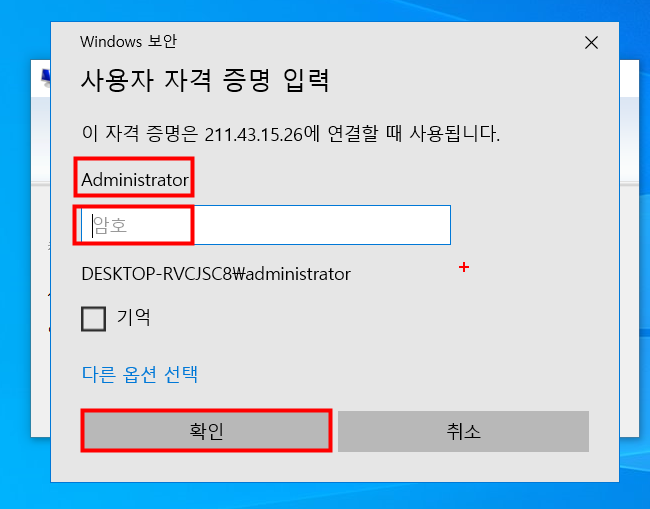 Windows 보안
사용자 자격 증명 입력
이 자격 증명은 211.43.15.26에 연결할 때 사용됩니다.
Administrator
암호
DESKTOP-RVCJSC8₩administrator
기억
다른 옵션 선택
확인
취소